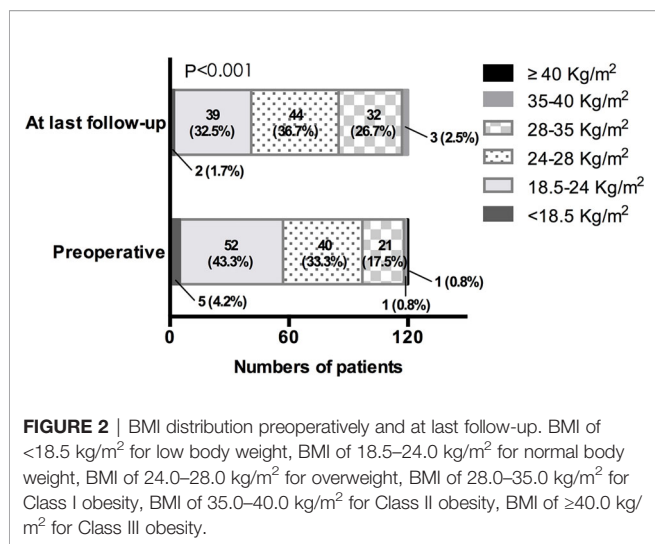 P<0.001
At last follow-up
39
(32.5%)
44
(36.7%)
32
(26.7%)
3 (2.5%)
2 (1.7%)
Preoperative
52
(43.3%)
40
(33.3%)
21
(17.5%)
1 (0.8%)
5 (4.2%)
1 (0.8%)
0
60
120
Numbers of patients
≥ 40 Kg/m²
35-40 Kg/m²
28-35 Kg/m²
24-28 Kg/m²
18.5-24 Kg/m²
<18.5 Kg/m²
FIGURE 2 | BMI distribution preoperatively and at last follow-up. BMI of
<18.5 kg/m² for low body weight, BMI of 18.5–24.0 kg/m² for normal body
weight, BMI of 24.0–28.0 kg/m² for overweight, BMI of 28.0–35.0 kg/m² for
Class I obesity, BMI of 35.0–40.0 kg/m² for Class II obesity, BMI of ≥40.0 kg/
m² for Class III obesity.